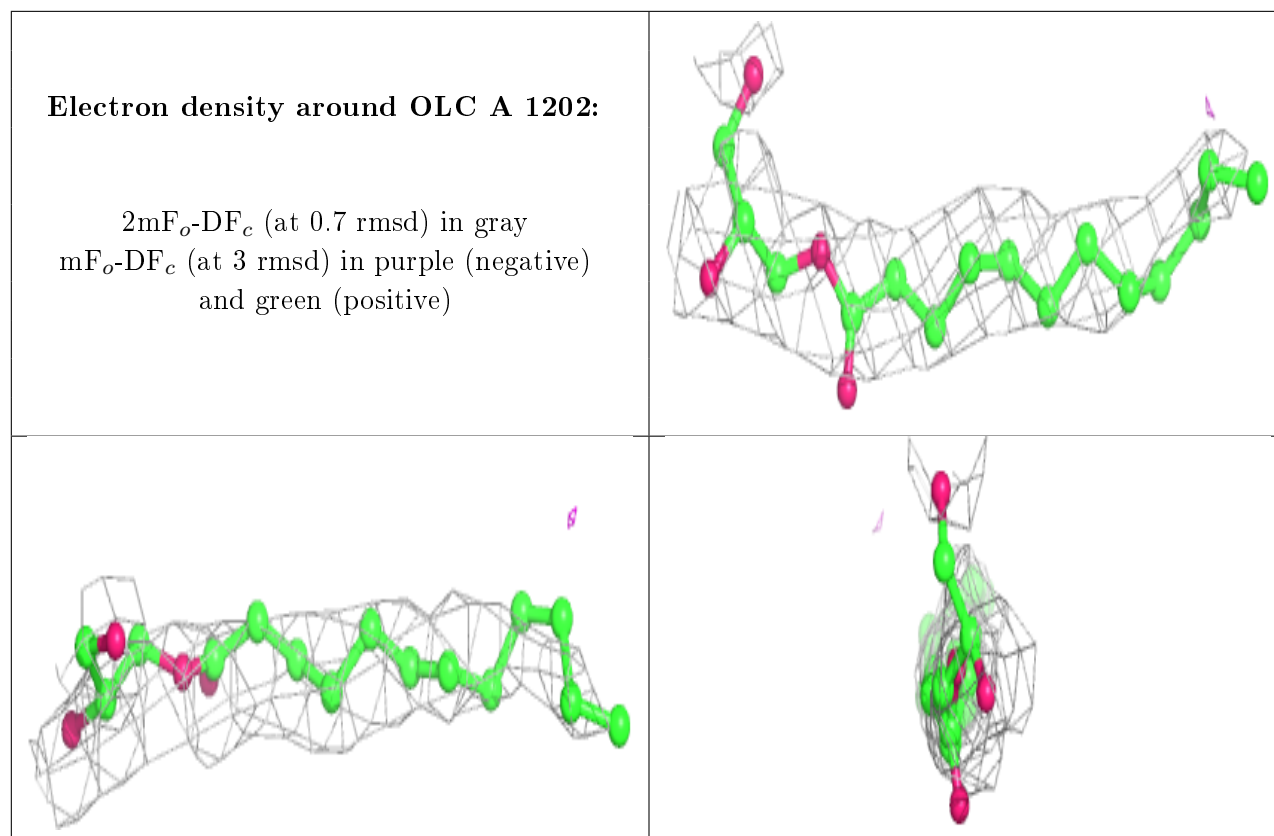 Electron density around OLC A 1202:
2mFo-DFc (at 0.7 rmsd) in gray
mFo-DFc (at 3 rmsd) in purple (negative)
and green (positive)